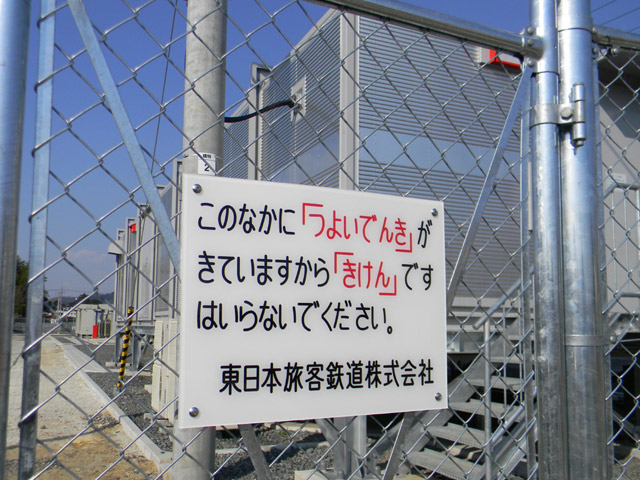 このなかに「つよいでんき」が
きていますから「きけん」です
はいらないでください。
東日本旅客鉄道株式会社
2